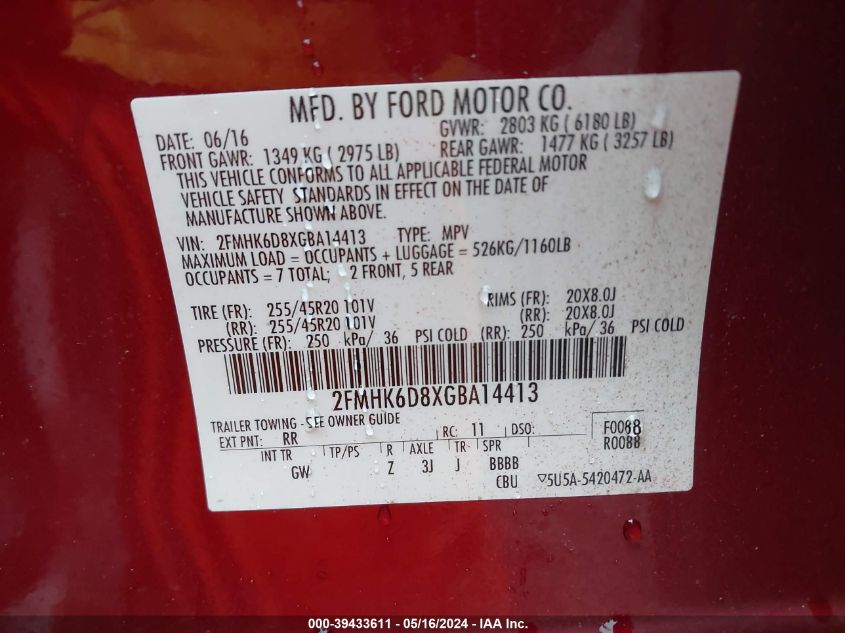 MFD. BY FORD MOTOR CO.
DATE: 06/16 GVWR: 2803 KG ( 6180 LB)
FRONT GAWR: 1349 KG ( 2975 LB) REAR GAWR: 1477 KG ( 3257 LB)
THIS VEHICLE CONFORMS TO ALL APPLICABLE FEDERAL MOTOR
VEHICLE SAFETY STANDARDS IN EFFECT ON THE DATE OF
MANUFACTURE SHOWN ABOVE.
VIN: 2FMHK6D8XGBA14413 TYPE: MPV
MAXIMUM LOAD = OCCUPANTS + LUGGAGE = 526KG/1160LB
OCCUPANTS = 7 TOTAL; 2 FRONT, 5 REAR
TIRE (FR): 255/45R20 101V RIMS (FR): 20X8.0J
(RR): 255/45R20 101V (RR): 20X8.0J
PRESSURE (FR): 250 kPa/ 36 PSI COLD (RR): 250 kPa/ 36 PSI COLD
2FMHK6D8XGBA14413
TRAILER TOWING - SEE OWNER GUIDE
EXT PNT: RR RC: 11 DSO: F0088
R0088
INT TR TP/PS R AXLE TR SPR
GW Z 3J J BBBB
CBU ▽5U5A-5420472-AA
000-39433611 - 05/16/2024 - IAA Inc.